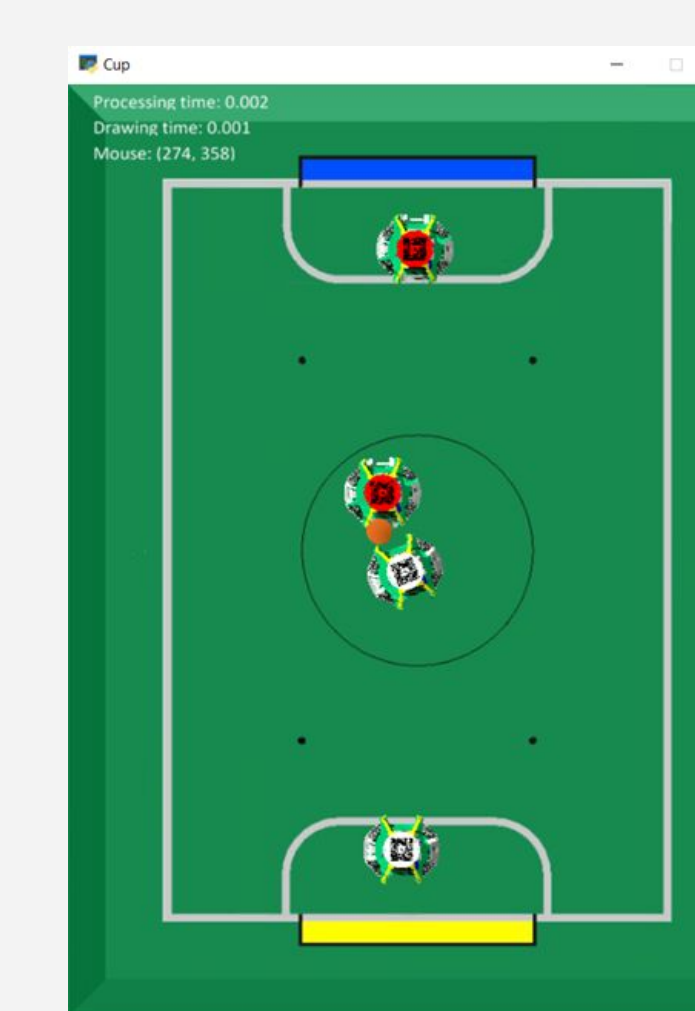 Cup
Processing time: 0.002
Drawing time: 0.001
Mouse: (274, 358)